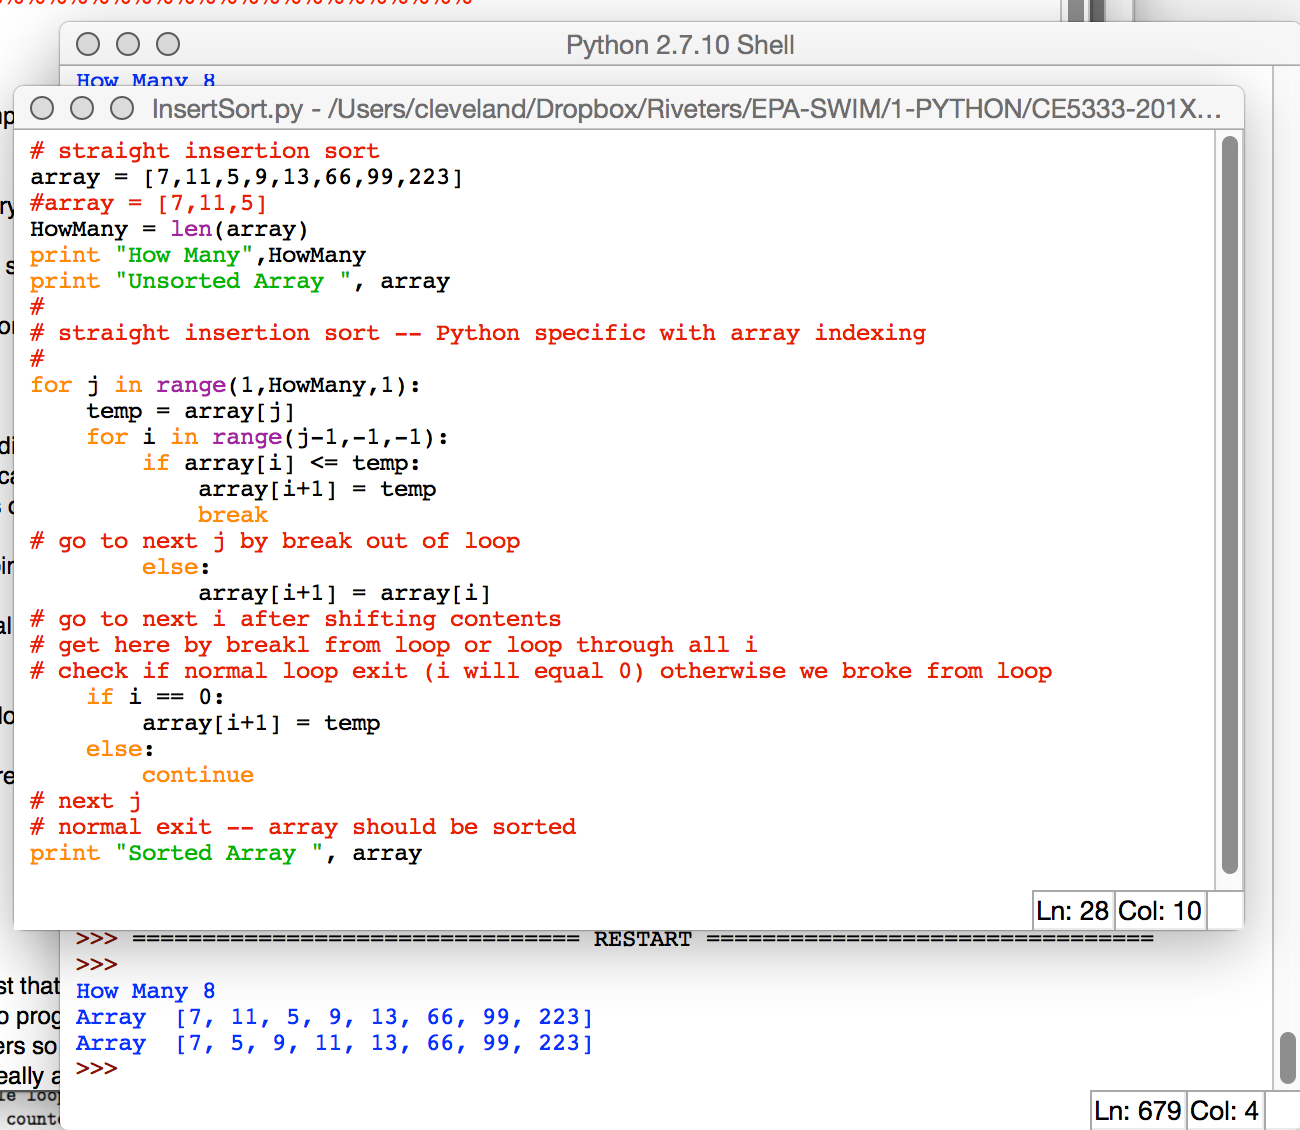 Python 2.7.10 Shell
How Many 8
InsertSort.py - /Users/cleveland/Dropbox/Riveters/EPA-SWIM/1-PYTHON/CE5333-201X...
# straight insertion sort
array = [7,11,5,9,13,66,99,223]
#array = [7,11,5]
HowMany = len(array)
print "How Many",HowMany
print "Unsorted Array ", array
#
# straight insertion sort -- Python specific with array indexing
#
for j in range(1,HowMany,1):
    temp = array[j]
    for i in range(j-1,-1,-1):
        if array[i] <= temp:
            array[i+1] = temp
            break
# go to next j by break out of loop
        else:
            array[i+1] = array[i]
# go to next i after shifting contents
# get here by breakl from loop or loop through all i
# check if normal loop exit (i will equal 0) otherwise we broke from loop
    if i == 0:
        array[i+1] = temp
    else:
        continue
# next j
# normal exit -- array should be sorted
print "Sorted Array ", array
Ln: 28 Col: 10
>>> ================================ RESTART ================================
>>>
How Many 8
Array  [7, 11, 5, 9, 13, 66, 99, 223]
Array  [7, 5, 9, 11, 13, 66, 99, 223]
>>>
Ln: 679 Col: 4
st that
ers so